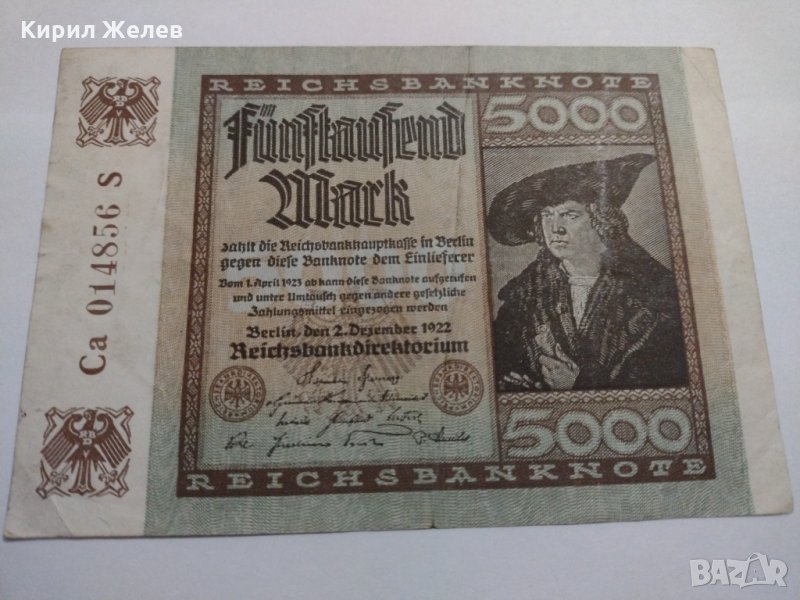 Кирил Желев
REICHSBANKNOTE
5000
Fünftausend
Mark
zahlt die Reichsbankhauptkasse in Berlin
gegen diese Banknote dem Einlieferer
Vom 1. April 1923 ab kann diese Banknote aufgerufen
und unter Umtausch gegen andere gesetzliche
Zahlungsmittel eingezogen werden
Berlin, den 2. Dezember 1922
Reichsbankdirektorium
5000
REICHSBANKNOTE
Ca 014856 S
BAZAR